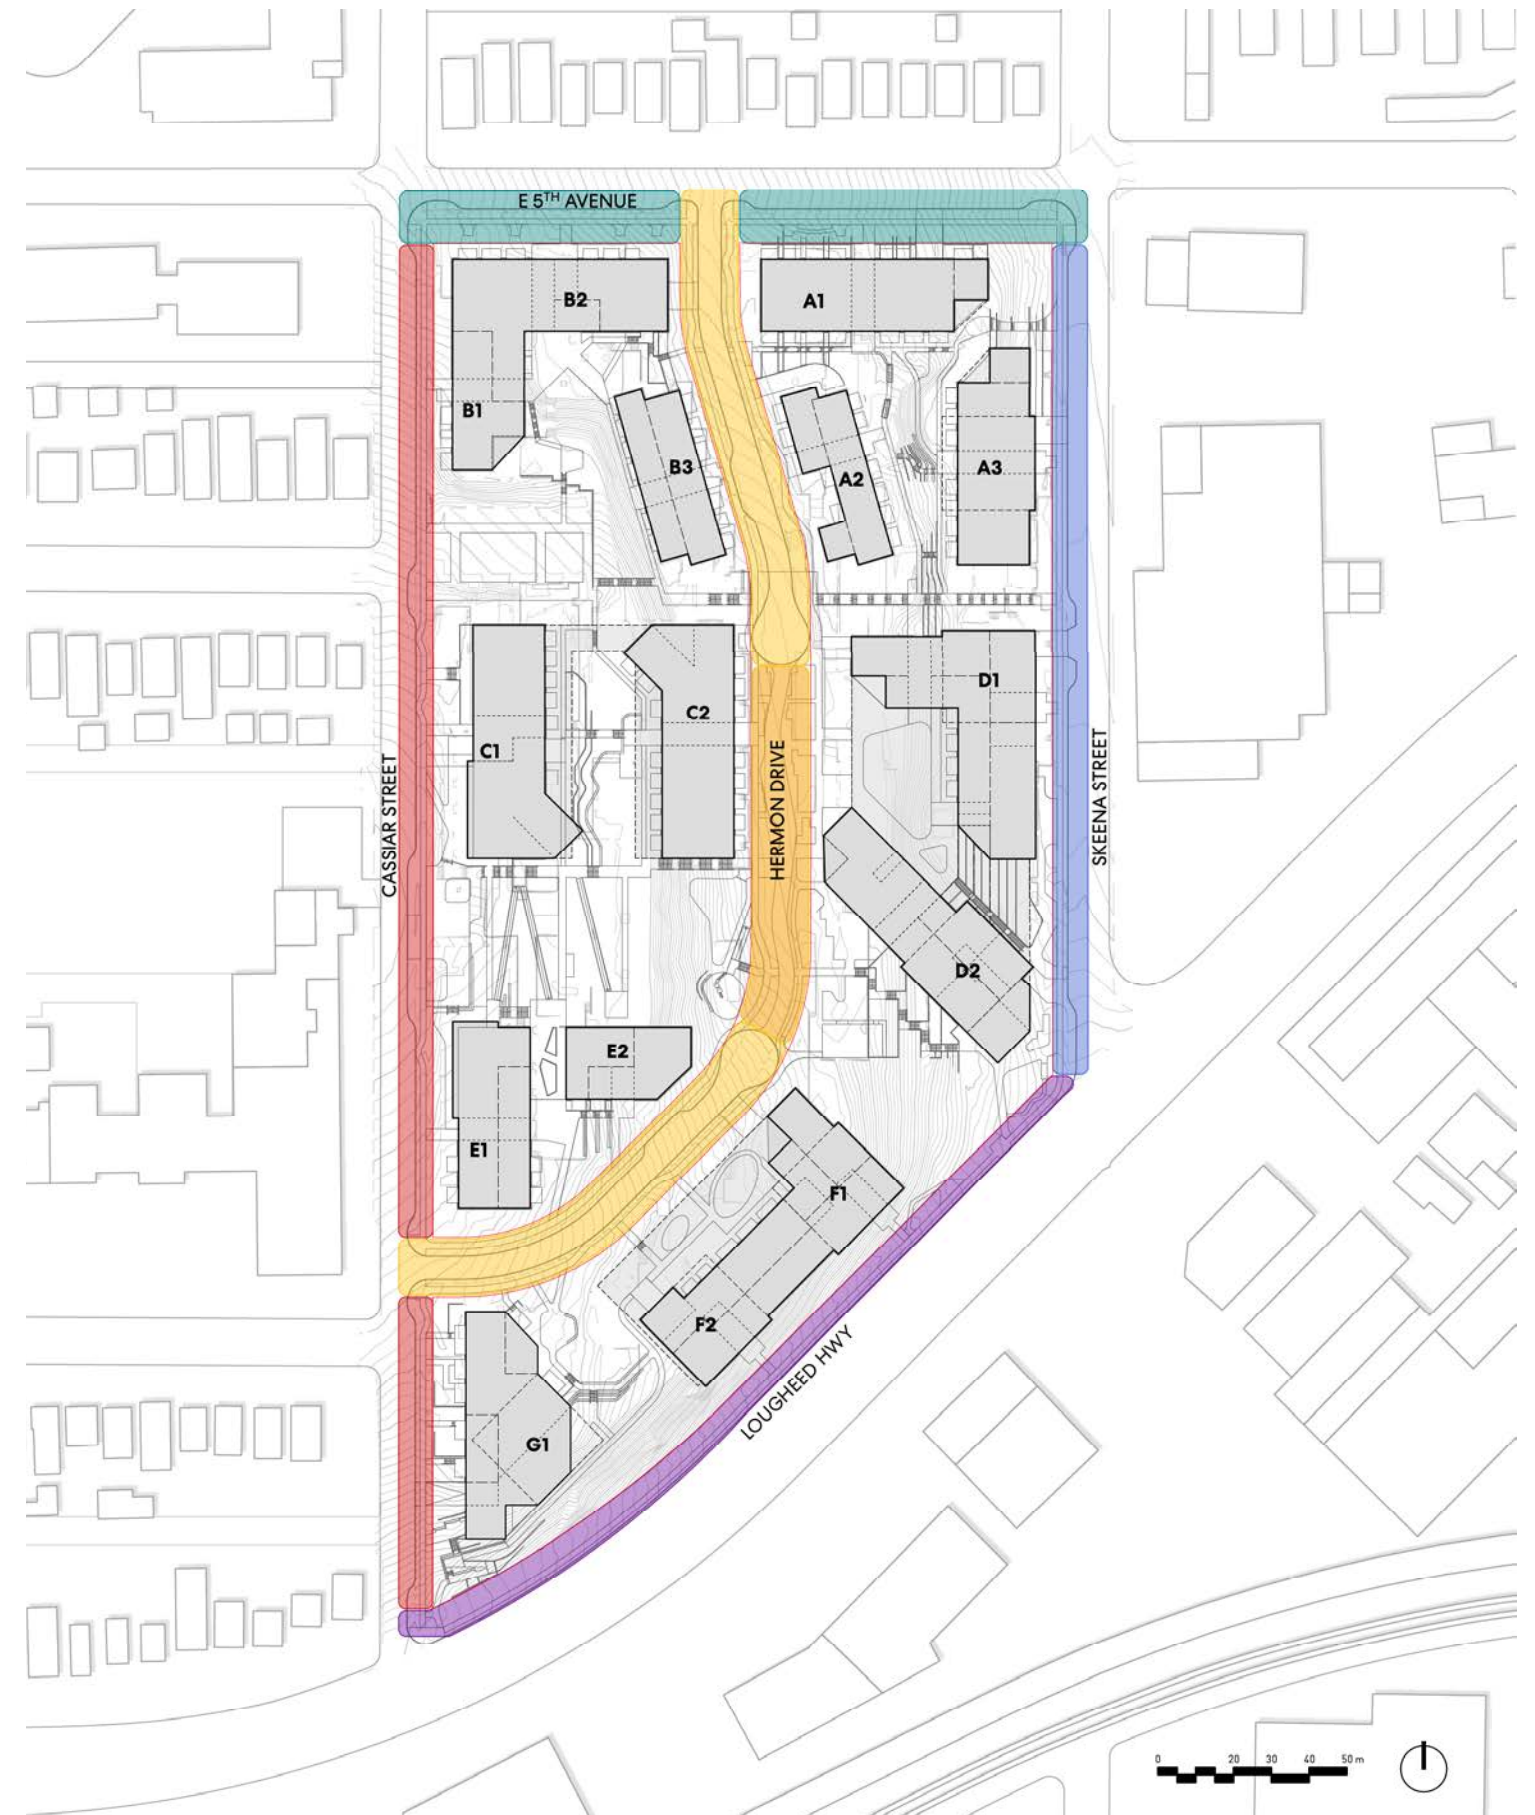 E 5TH AVENUE
B2
A1
B1
B3
A2
A3
D1
C2
C1
HERMON DRIVE
CASSIAR STREET
SKEENA STREET
D2
E2
E1
F1
F2
LOUGHEED HWY
G1
0 20 30 40 50 m